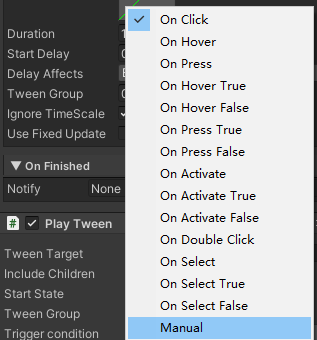 Duration
Start Delay
Delay Affects
Tween Group
Ignore TimeScale
Use Fixed Update
▼ On Finished
Notify None
# Play Tween
Tween Target
Include Children
Start State
Tween Group
Trigger condition
On Click
On Hover
On Press
On Hover True
On Hover False
On Press True
On Press False
On Activate
On Activate True
On Activate False
On Double Click
On Select
On Select True
On Select False
Manual